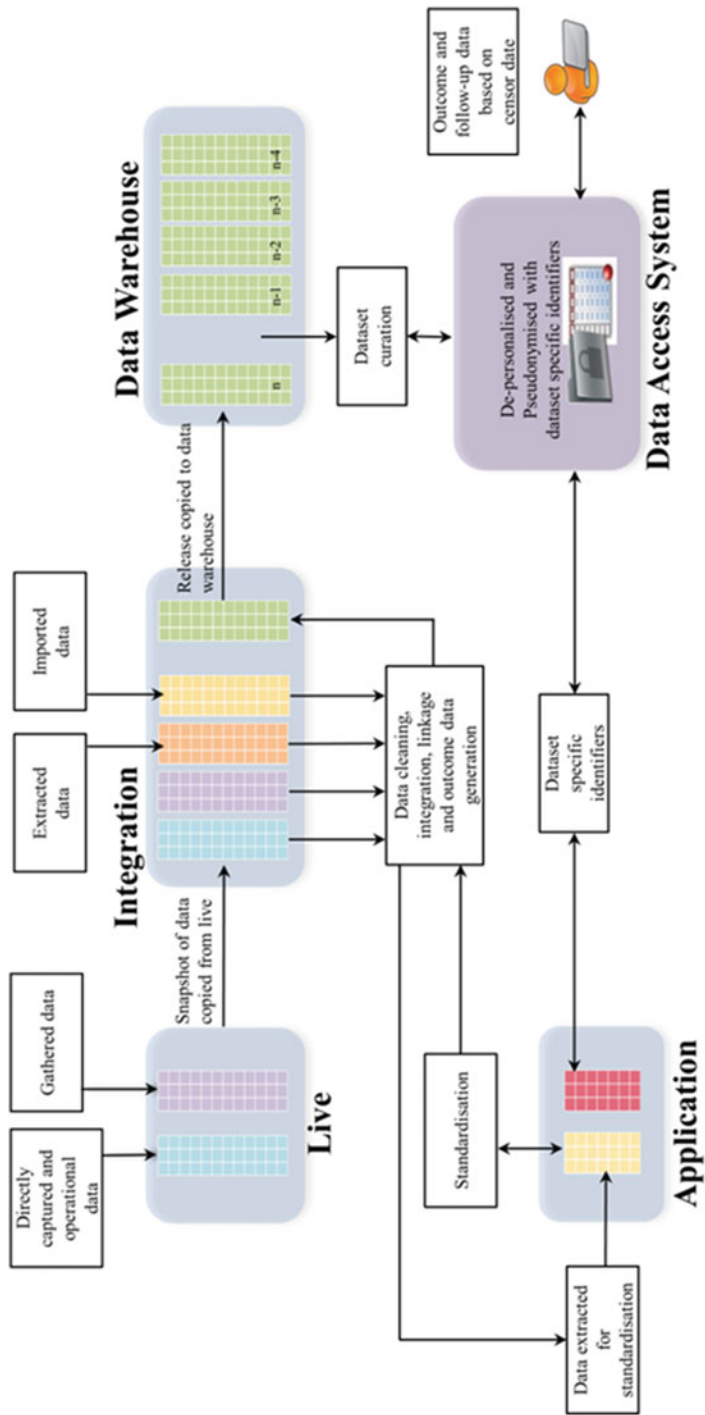 Directly
captured and
operational
data
Gathered data
Live
Snapshot of data
copied from live
Extracted
data
Imported
data
Integration
Release copied to data
warehouse
Data Warehouse
n
n-1
n-2
n-3
n-4
Dataset
curation
Data cleaning,
integration, linkage
and outcome data
generation
Standardisation
Data extracted
for
standardisation
Application
Dataset
specific
identifiers
De-personalised and
Pseudonymised with
dataset specific identifiers
Data Access System
Outcome and
follow-up data
based on
censor date